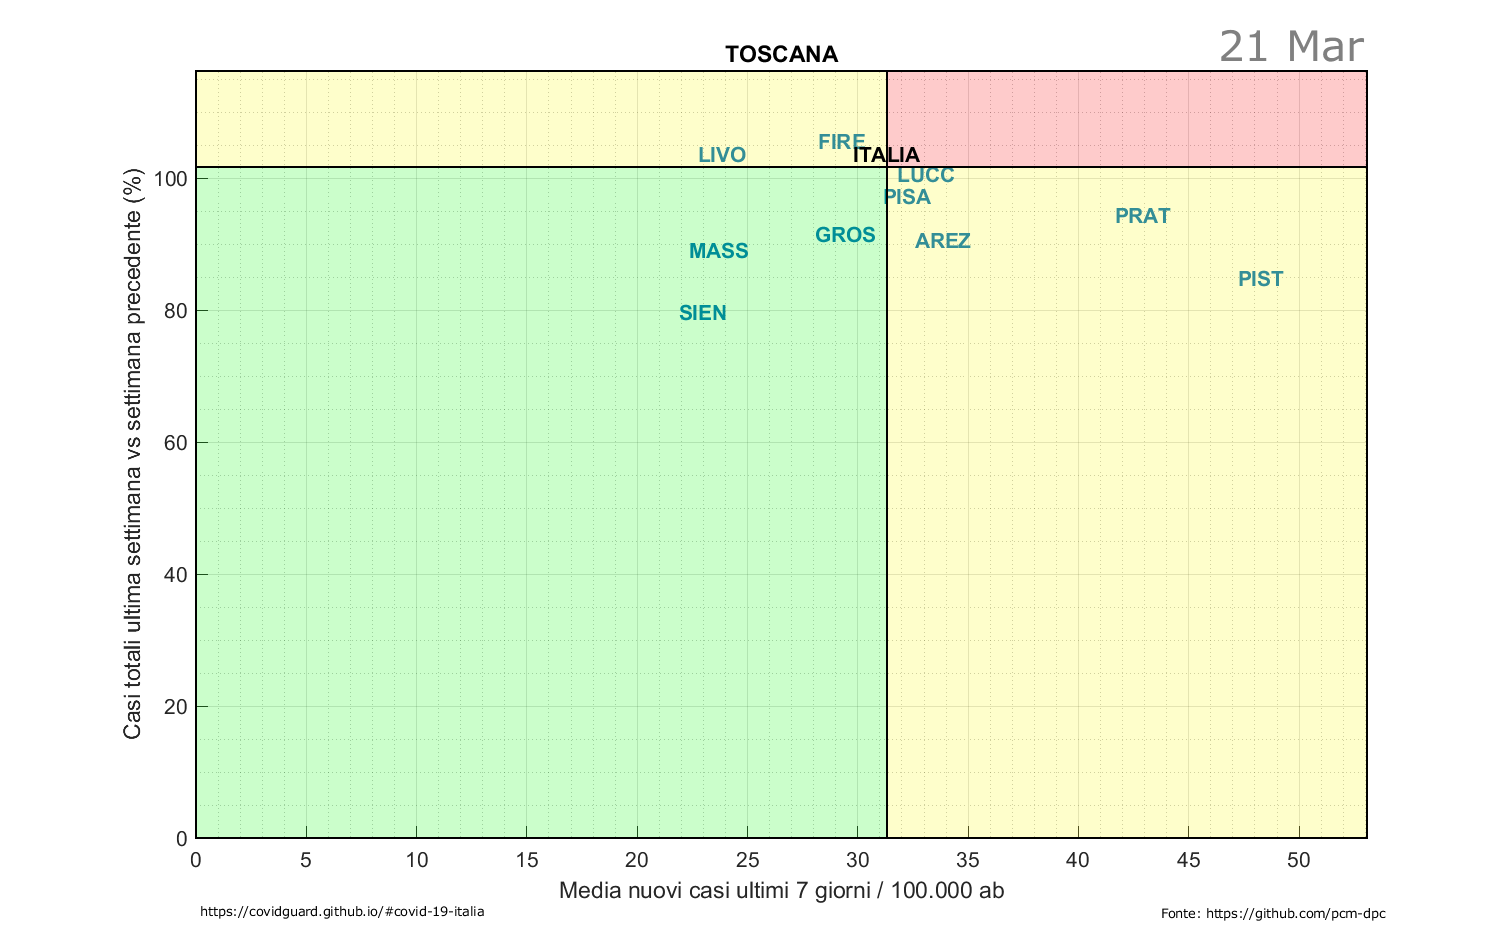 21 Mar
TOSCANA
Casi totali ultima settimana vs settimana precedente (%)
100
80
60
40
20
0
FIRE
LIVO
ITALIA
LUCC
PISA
PRAT
GROS
AREZ
MASS
PIST
SIEN
0 5 10 15 20 25 30 35 40 45 50
Media nuovi casi ultimi 7 giorni / 100.000 ab
https://covidguard.github.io/#covid-19-italia
Fonte: https://github.com/pcm-dpc